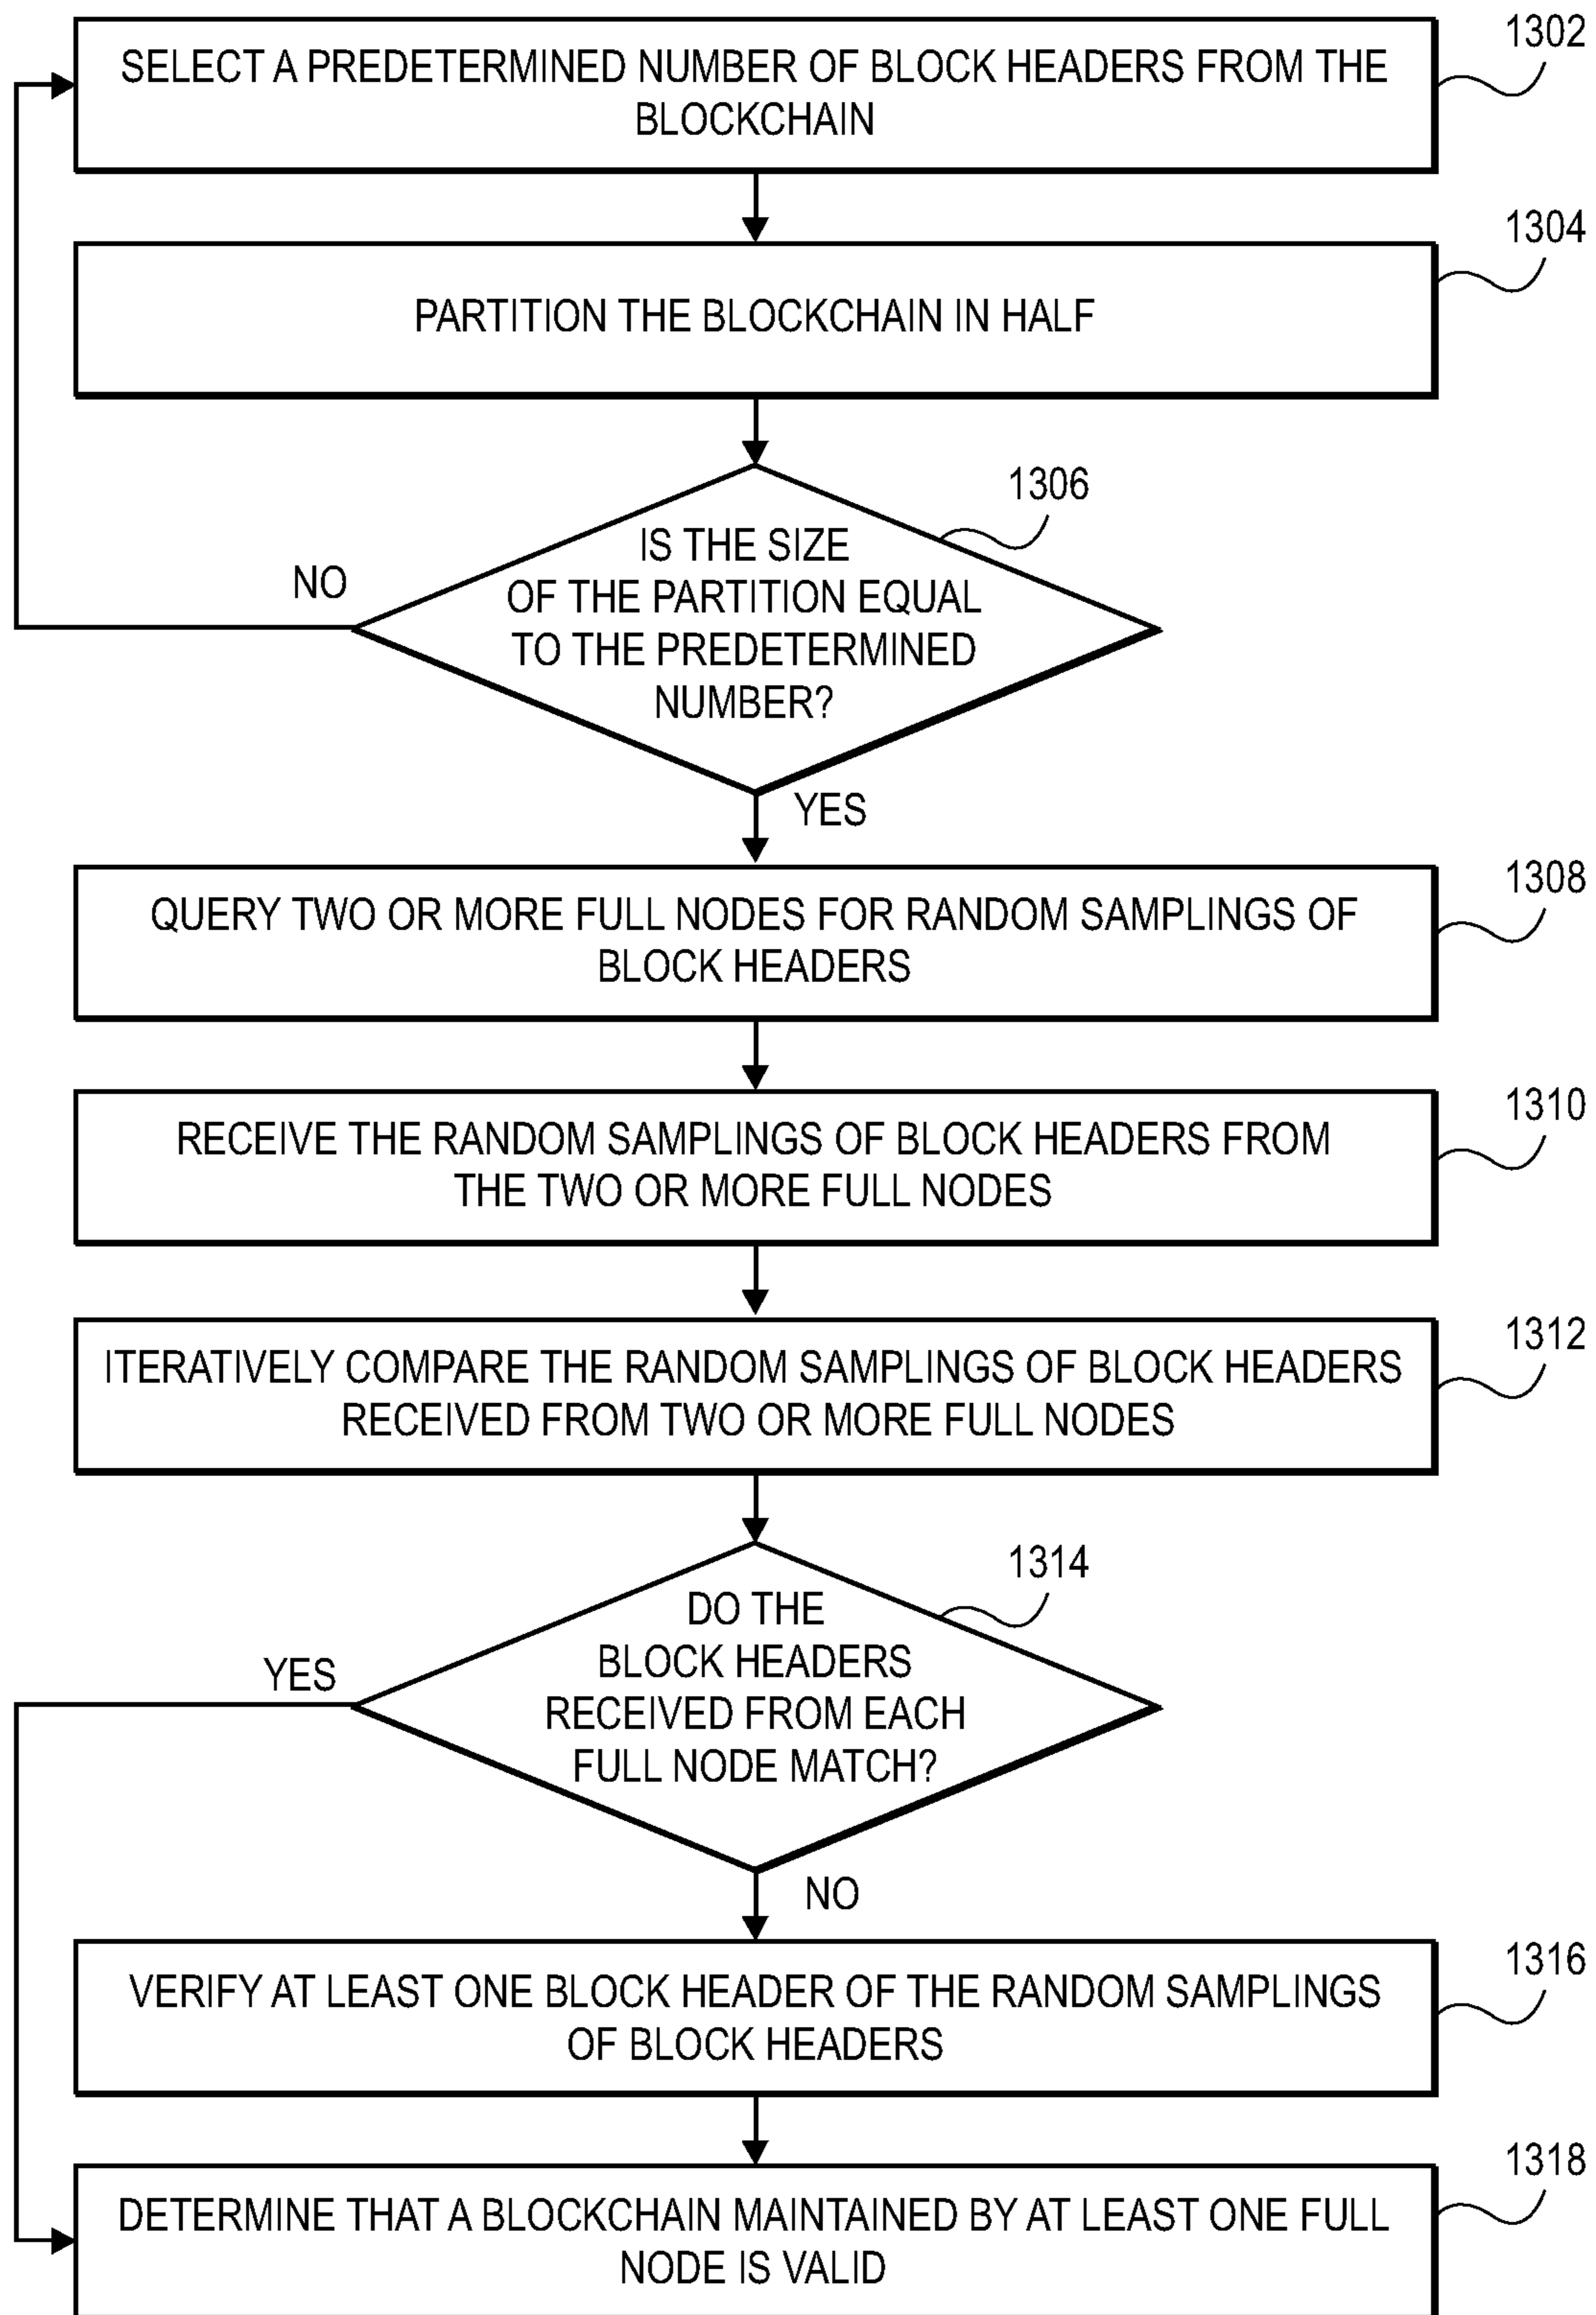 1302
SELECT A PREDETERMINED NUMBER OF BLOCK HEADERS FROM THE
BLOCKCHAIN
1304
PARTITION THE BLOCKCHAIN IN HALF
1306
IS THE SIZE
OF THE PARTITION EQUAL
TO THE PREDETERMINED
NUMBER?
NO
YES
1308
QUERY TWO OR MORE FULL NODES FOR RANDOM SAMPLINGS OF
BLOCK HEADERS
1310
RECEIVE THE RANDOM SAMPLINGS OF BLOCK HEADERS FROM
THE TWO OR MORE FULL NODES
1312
ITERATIVELY COMPARE THE RANDOM SAMPLINGS OF BLOCK HEADERS
RECEIVED FROM TWO OR MORE FULL NODES
1314
DO THE
BLOCK HEADERS
RECEIVED FROM EACH
FULL NODE MATCH?
YES
NO
1316
VERIFY AT LEAST ONE BLOCK HEADER OF THE RANDOM SAMPLINGS
OF BLOCK HEADERS
1318
DETERMINE THAT A BLOCKCHAIN MAINTAINED BY AT LEAST ONE FULL
NODE IS VALID